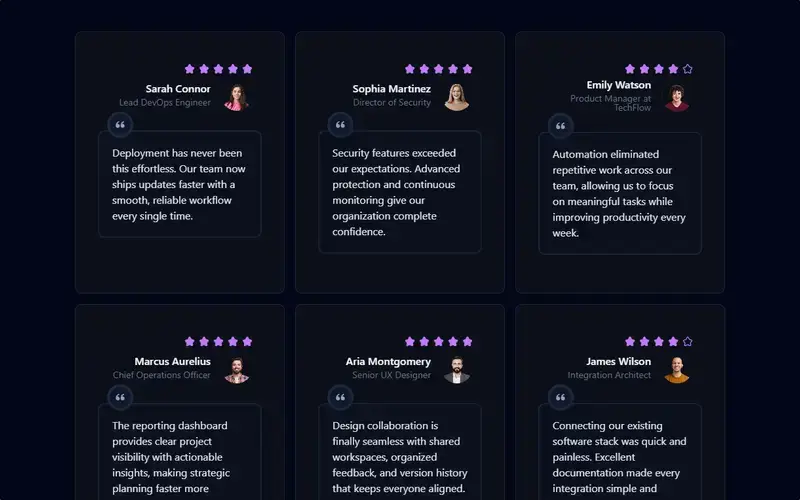 Sarah Connor
Lead DevOps Engineer
“
Deployment has never been
this effortless. Our team now
ships updates faster with a
smooth, reliable workflow
every single time.
Sophia Martinez
Director of Security
“
Security features exceeded
our expectations. Advanced
protection and continuous
monitoring give our
organization complete
confidence.
Emily Watson
Product Manager at
TechFlow
“
Automation eliminated
repetitive work across our
team, allowing us to focus
on meaningful tasks while
improving productivity every
week.
Marcus Aurelius
Chief Operations Officer
“
The reporting dashboard
provides clear project
visibility with actionable
insights, making strategic
planning faster more
Aria Montgomery
Senior UX Designer
“
Design collaboration is
finally seamless with shared
workspaces, organized
feedback, and version history
that keeps everyone aligned.
James Wilson
Integration Architect
“
Connecting our existing
software stack was quick and
painless. Excellent
documentation made every
integration simple and